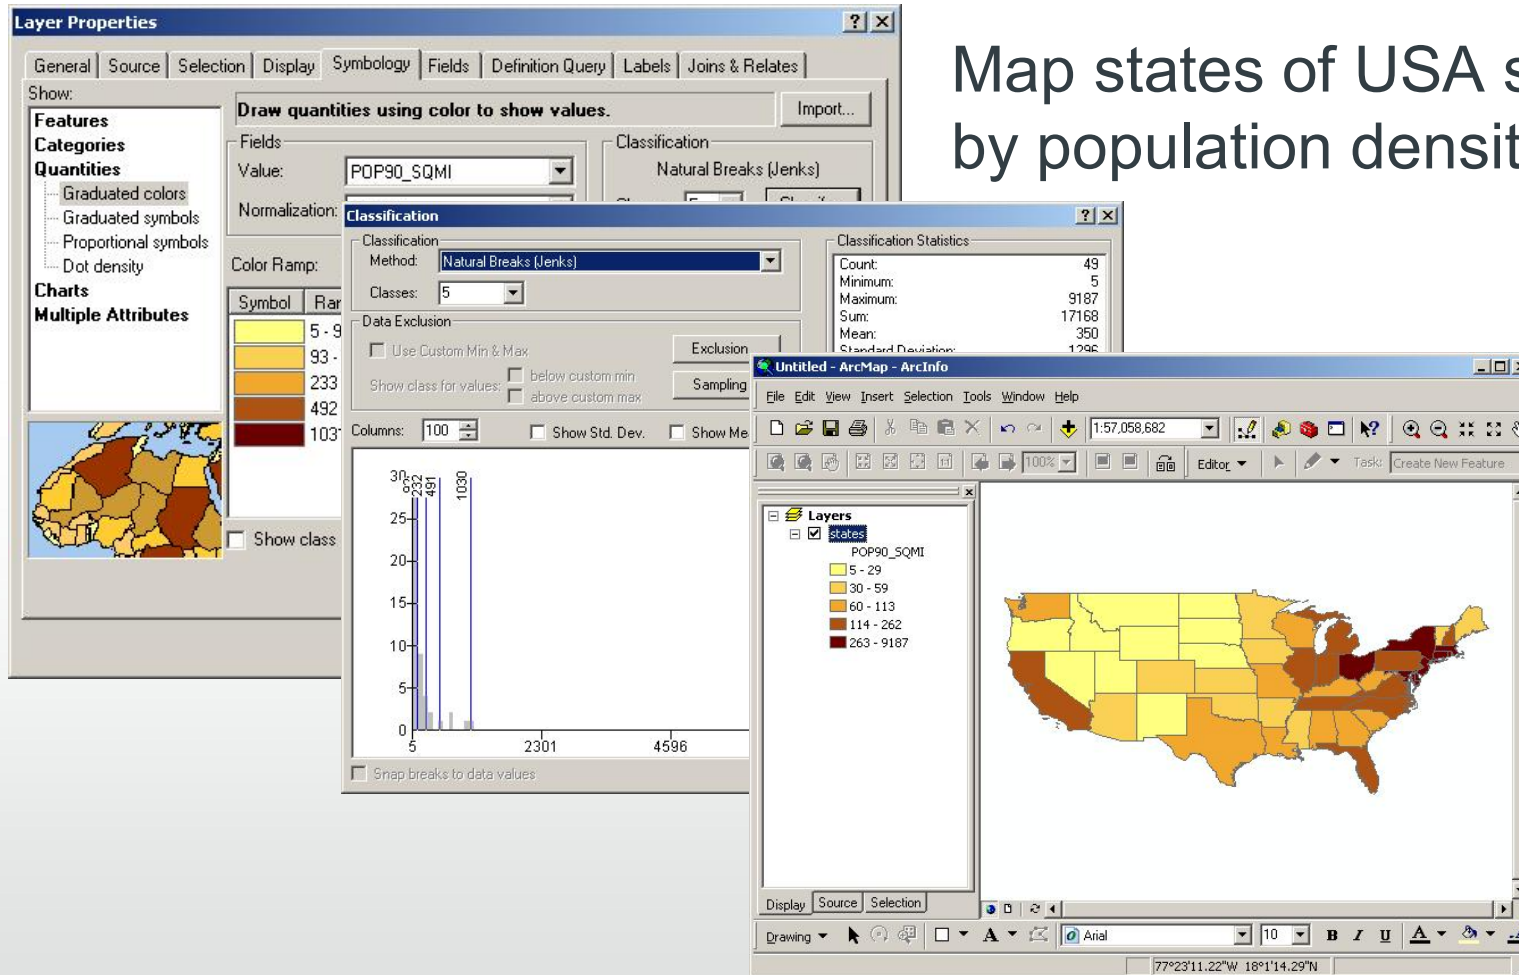 Map states of USA
by population
Layer Properties
General Source Selection Display Symbology Fields Definition Query Labels Joins & Relates
Show:
Features
Categories
Quantities
Graduated colors
Graduated symbols
Proportional symbols
Dot density
Charts
Multiple Attributes
Draw quantities using color to show values.
Import...
Fields
Value: POP90_SQMI
Normalization:
Classification
Natural Breaks (Jenks)
Color Ramp:
Symbol
5 - 9
93 -
233
492
103
Show class
Classification
Classification
Method: Natural Breaks (Jenks)
Classes: 5
Data Exclusion
Use Custom Min & Max
Show class for values:
below custom min
above custom max
Exclusion
Sampling
Classification Statistics
Count: 49
Minimum: 5
Maximum: 9187
Sum: 17168
Mean: 350
Standard Deviation: 1296
Columns: 100
Show Std. Dev.
Show Me
232
491
1030
30
25
20
15
10
5
0
5 2301 4596
Snap breaks to data values
Untitled - ArcMap - ArcInfo
File Edit View Insert Selection Tools Window Help
1:57,058,682
100%
Editor
Task: Create New Feature
Layers
states
POP90_SQMI
5 - 29
30 - 59
60 - 113
114 - 262
263 - 9187
Display Source Selection
Drawing
A
Arial
10
B I U A
77°23'11.22"W 18°1'14.29"N